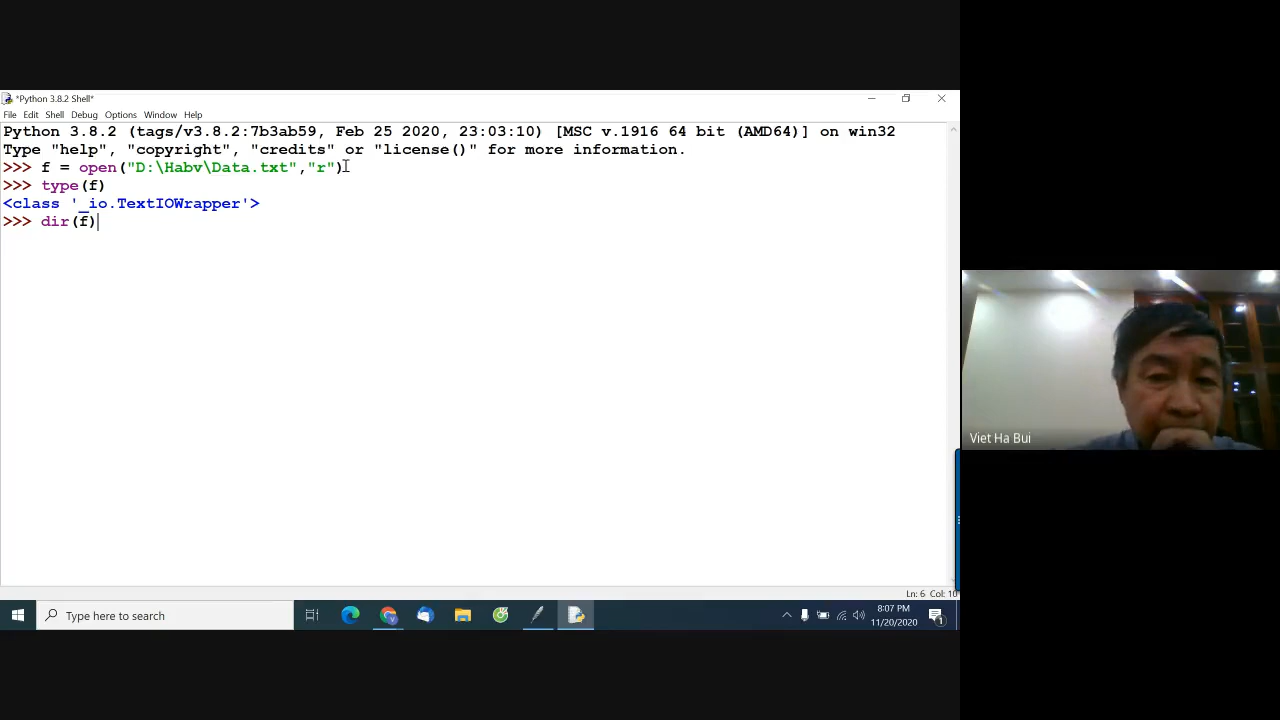 *Python 3.8.2 Shell*
File Edit Shell Debug Options Window Help
Python 3.8.2 (tags/v3.8.2:7b3ab59, Feb 25 2020, 23:03:10) [MSC v.1916 64 bit (AMD64)] on win32
Type "help", "copyright", "credits" or "license()" for more information.
>>> f = open("D:\Habv\Data.txt","r")
>>> type(f)
<class '_io.TextIOWrapper'>
>>> dir(f)
Viet Ha Bui
Ln: 6 Col: 10
Type here to search
8:07 PM
11/20/2020
1